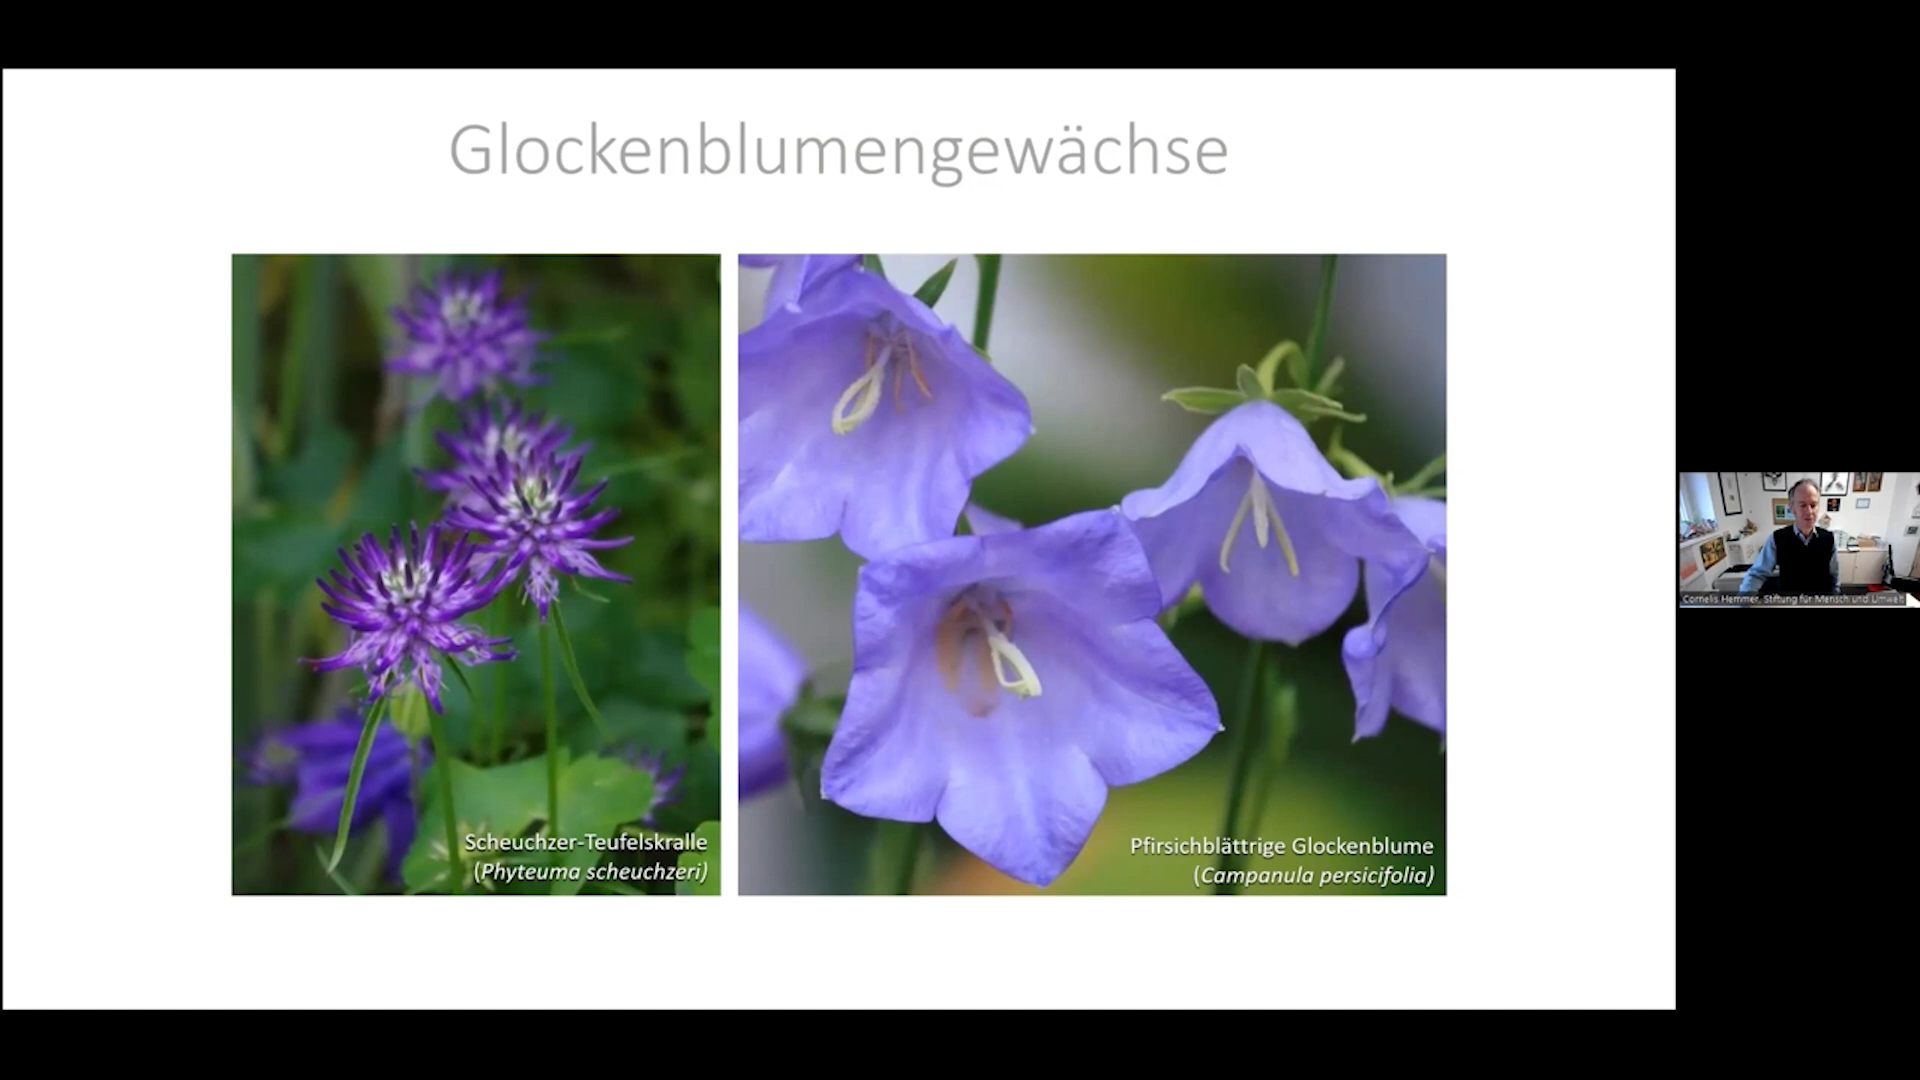 Glockenblumengewächse
Scheuchzer-Teufelskralle
(Phyteuma scheuchzeri)
Pfirsichblättrige Glockenblume
(Campanula persicifolia)
Cornelis Hemmer, Stiftung für Mensch und Umwelt